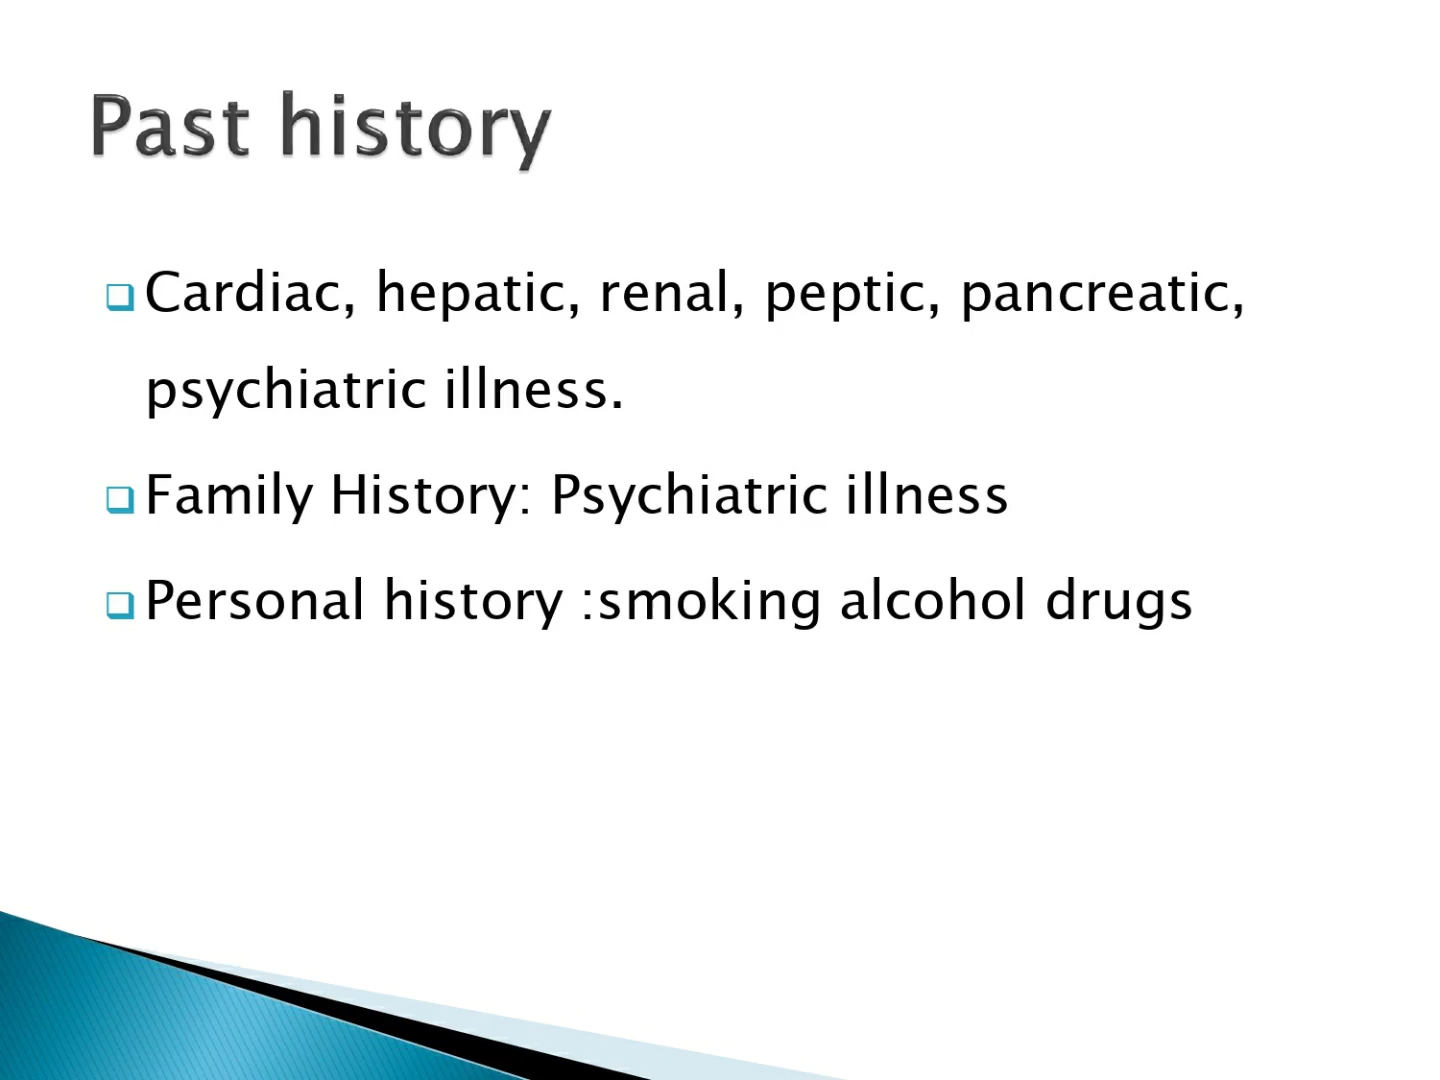 Past history
Cardiac, hepatic, renal, peptic, pancreatic,
psychiatric illness.
Family History: Psychiatric illness
Personal history :smoking alcohol drugs